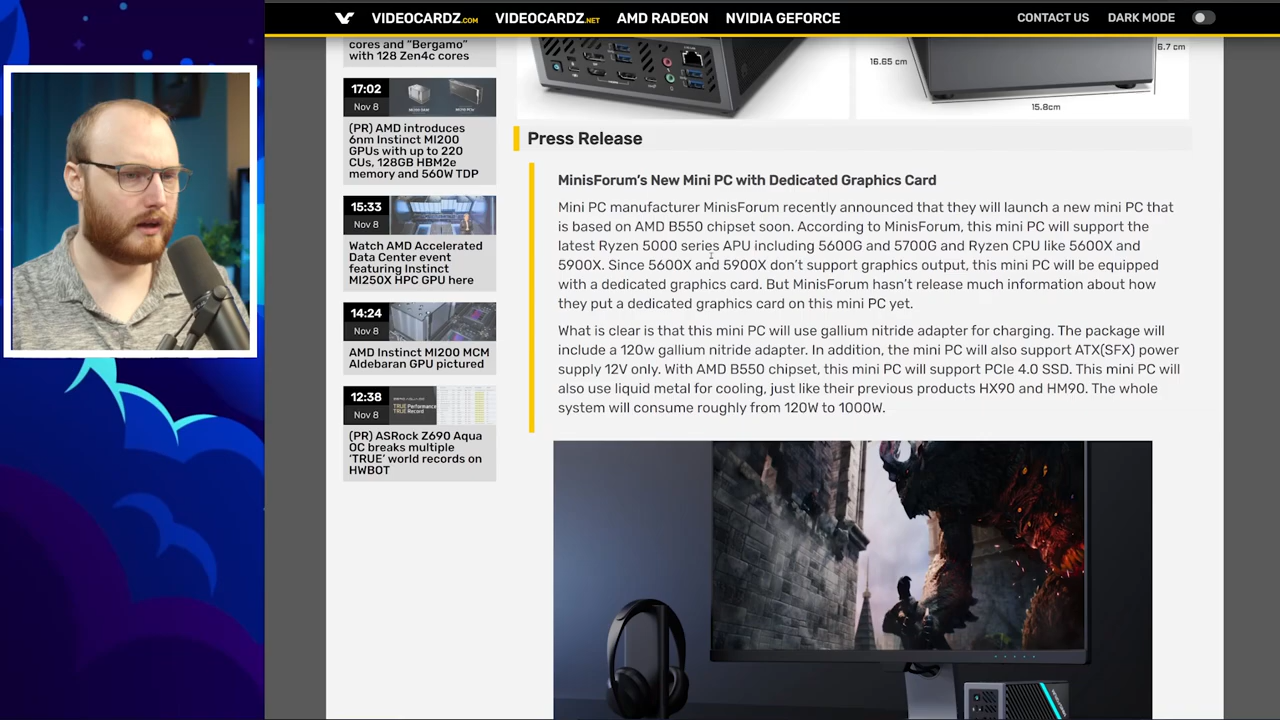 VIDEOCARDZ.COM VIDEOCARDZ.NET AMD RADEON NVIDIA GEFORCE CONTACT US DARK MODE
cores and “Bergamo”
with 128 Zen4c cores
17:02
Nov 8
(PR) AMD introduces
6nm Instinct MI200
GPUs with up to 220
CUs, 128GB HBM2e
memory and 560W TDP
15:33
Nov 8
Watch AMD Accelerated
Data Center event
featuring Instinct
MI250X HPC GPU here
14:24
Nov 8
AMD Instinct MI200 MCM
Aldebaran GPU pictured
12:38
Nov 8
TRUE Performance
TRUE Record
(PR) ASRock Z690 Aqua
OC breaks multiple
‘TRUE’ world records on
HWBOT
16.65 cm
6.7 cm
15.8cm
Press Release
MinisForum’s New Mini PC with Dedicated Graphics Card
Mini PC manufacturer MinisForum recently announced that they will launch a new mini PC that
is based on AMD B550 chipset soon. According to MinisForum, this mini PC will support the
latest Ryzen 5000 series APU including 5600G and 5700G and Ryzen CPU like 5600X and
5900X. Since 5600X and 5900X don’t support graphics output, this mini PC will be equipped
with a dedicated graphics card. But MinisForum hasn’t release much information about how
they put a dedicated graphics card on this mini PC yet.
What is clear is that this mini PC will use gallium nitride adapter for charging. The package will
include a 120w gallium nitride adapter. In addition, the mini PC will also support ATX(SFX) power
supply 12V only. With AMD B550 chipset, this mini PC will support PCIe 4.0 SSD. This mini PC will
also use liquid metal for cooling, just like their previous products HX90 and HM90. The whole
system will consume roughly from 120W to 1000W.